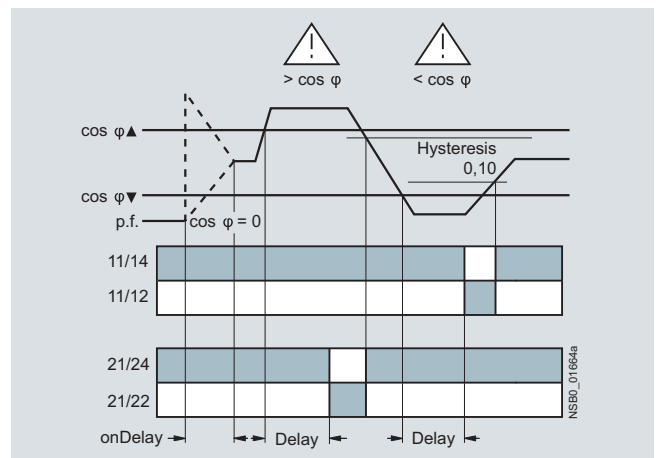 > cos φ
< cos φ
cos φ▲
Hysteresis
0,10
cos φ▼
p.f.
cos φ = 0
11/14
11/12
21/24
21/22
onDelay
Delay
Delay
NSB0_01664a